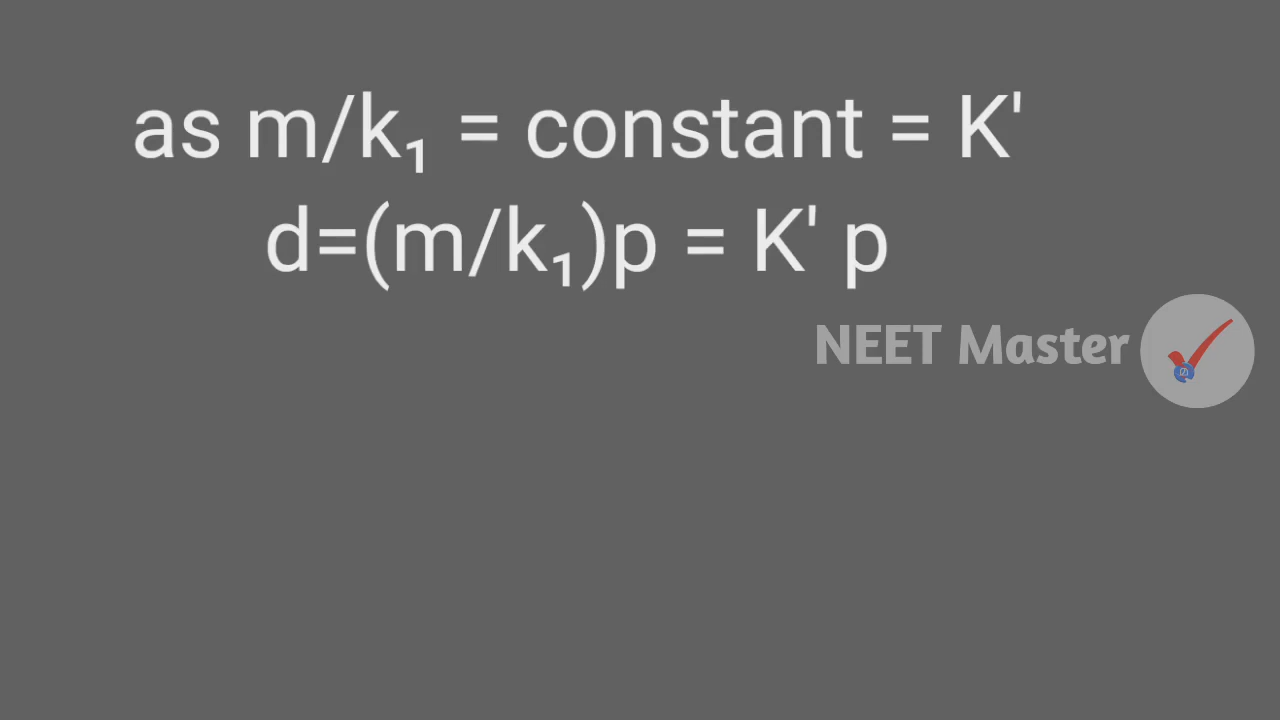 as m/k₁ = constant = K'
d=(m/k₁)p = K' p
NEET Master